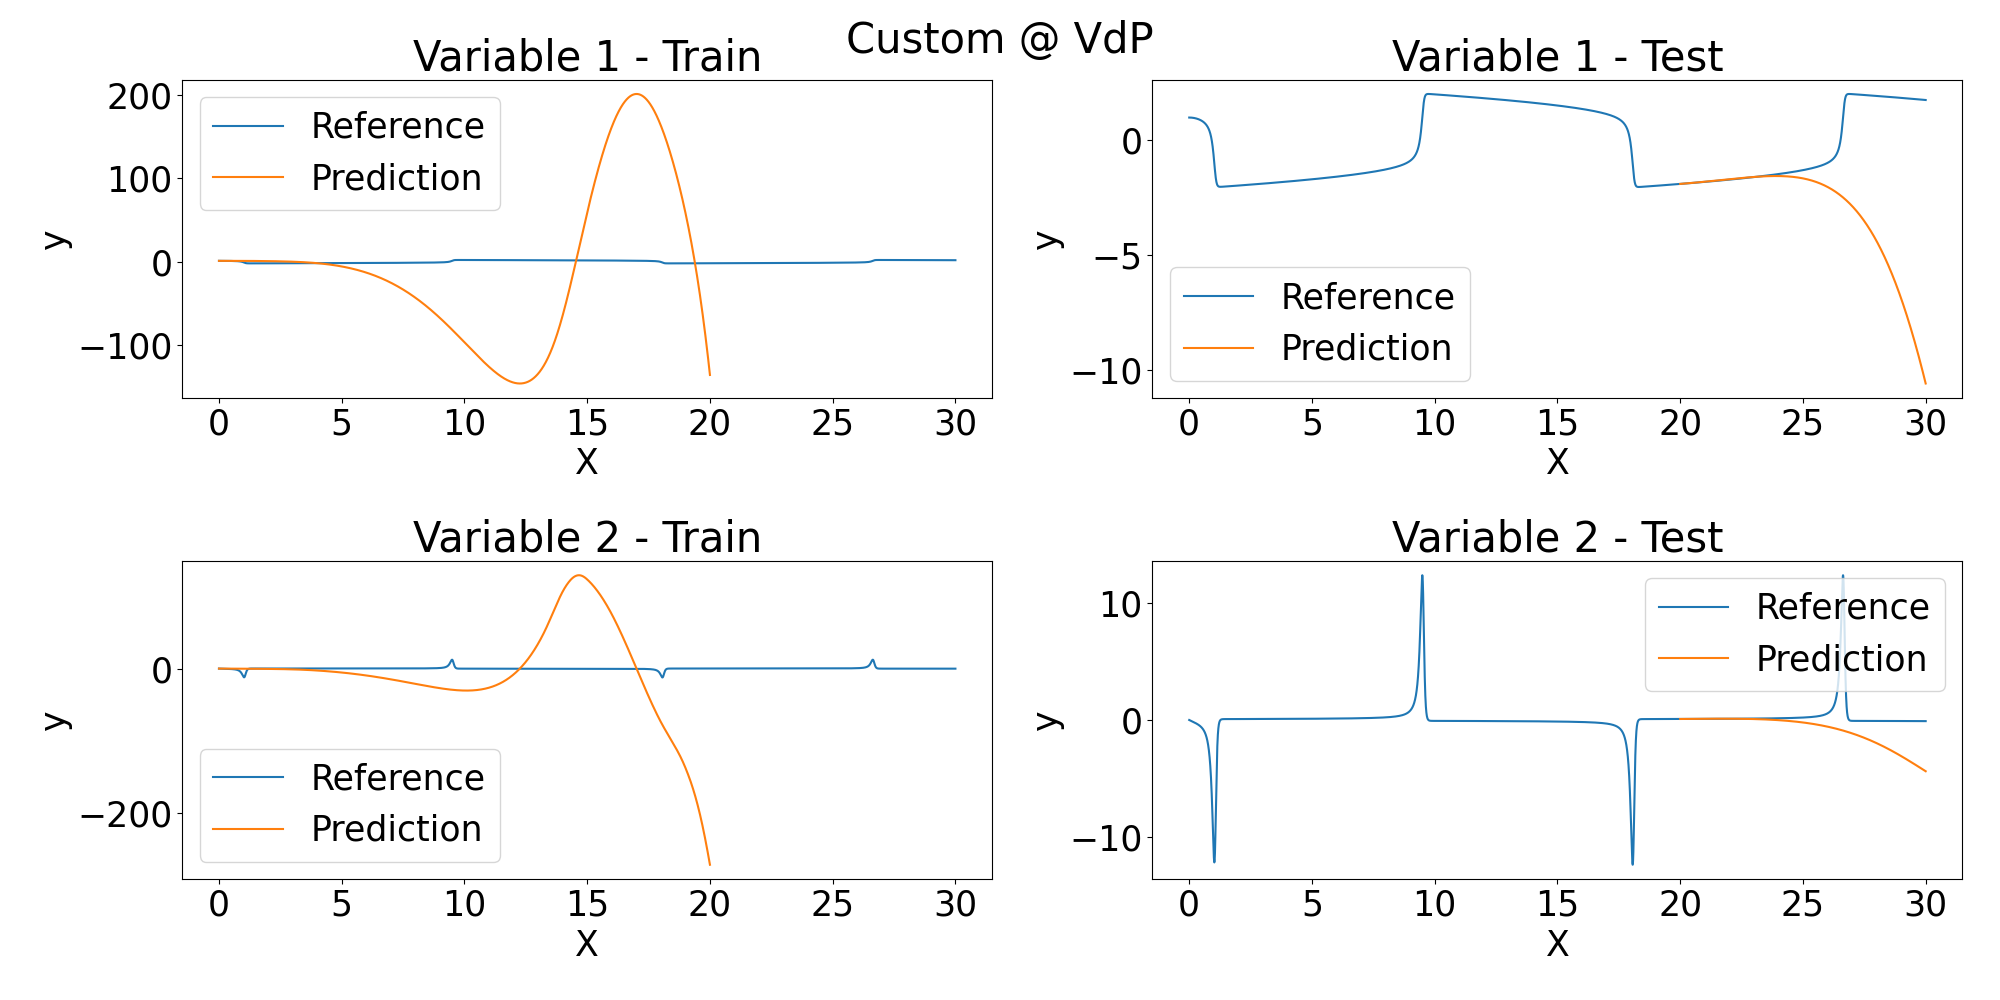 Custom @ VdP
Variable 1 - Train
200
100
0
−100
y
Reference
Prediction
0 5 10 15 20 25 30
X
Variable 1 - Test
0
−5
−10
y
Reference
Prediction
0 5 10 15 20 25 30
X
Variable 2 - Train
0
−200
y
Reference
Prediction
0 5 10 15 20 25 30
X
Variable 2 - Test
10
0
−10
y
Reference
Prediction
0 5 10 15 20 25 30
X